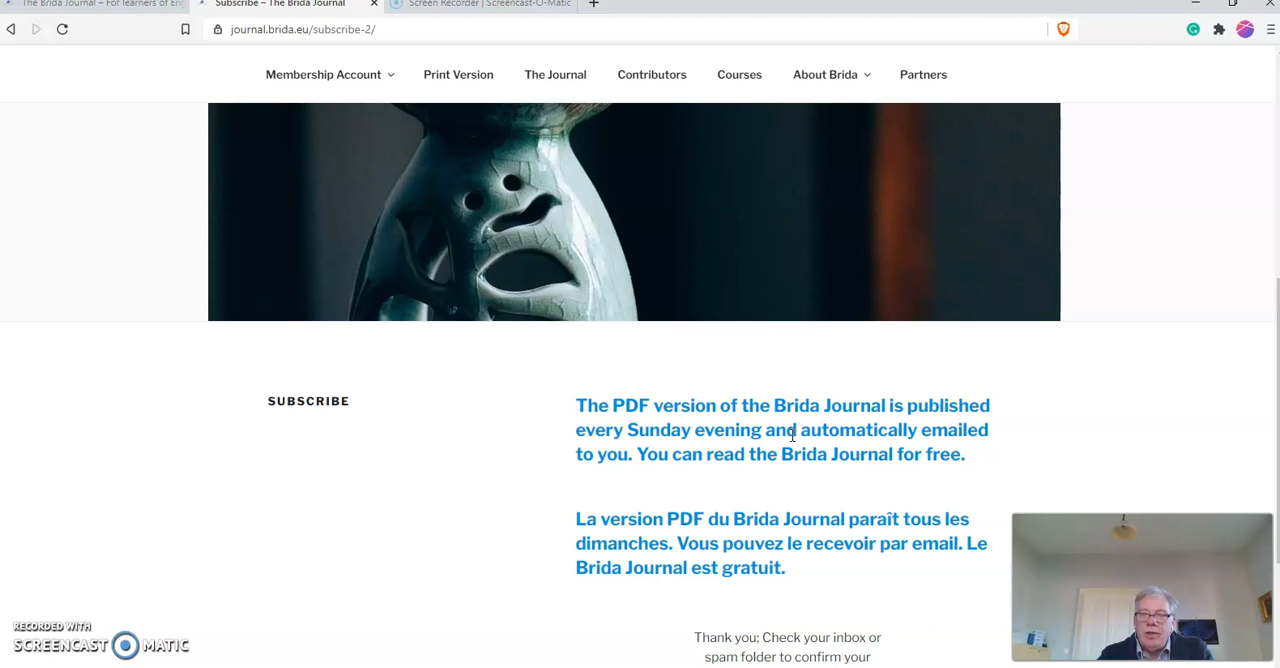 The Brida Journal – For learners of Eng
Subscribe – The Brida Journal
Screen Recorder | Screencast-O-Matic
journal.brida.eu/subscribe-2/
Membership Account
Print Version
The Journal
Contributors
Courses
About Brida
Partners
SUBSCRIBE
The PDF version of the Brida Journal is published
every Sunday evening and automatically emailed
to you. You can read the Brida Journal for free.
La version PDF du Brida Journal paraît tous les
dimanches. Vous pouvez le recevoir par email. Le
Brida Journal est gratuit.
Thank you; Check your inbox or
spam folder to confirm your
RECORDED WITH
SCREENCAST MATIC